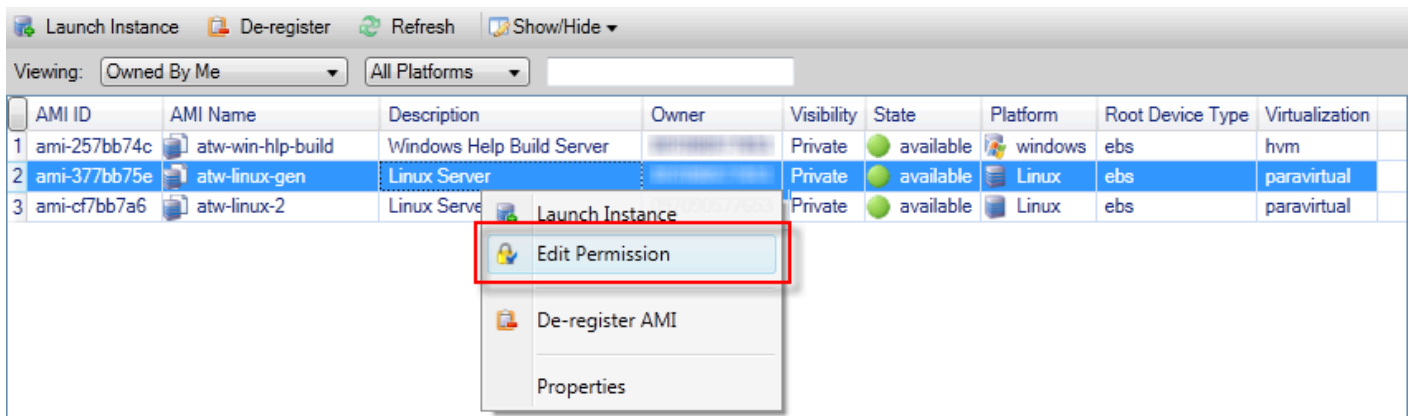 Launch Instance De-register Refresh Show/Hide
Viewing: Owned By Me All Platforms
AMI ID AMI Name Description Owner Visibility State Platform Root Device Type Virtualization
1 ami-257bb74c atw-win-hlp-build Windows Help Build Server Private available windows ebs hvm
2 ami-377bb75e atw-linux-gen Linux Server Private available Linux ebs paravirtual
3 ami-cf7bb7a6 atw-linux-2 Linux Serve Private available Linux ebs paravirtual
Launch Instance
Edit Permission
De-register AMI
Properties